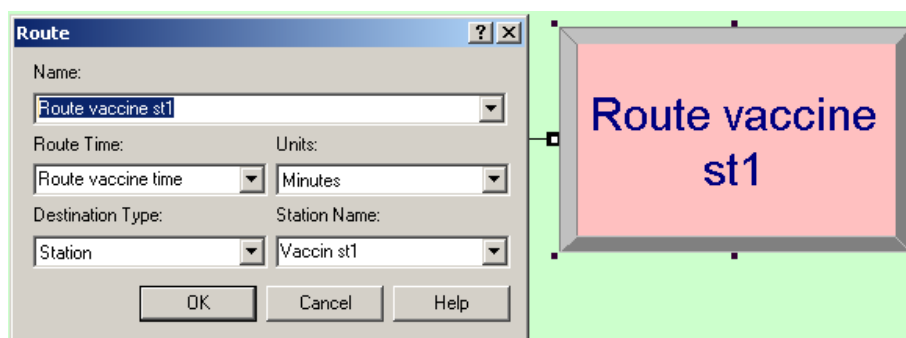 Route
Name:
Route vaccine st1
Route Time:
Units:
Route vaccine time
Minutes
Destination Type:
Station Name:
Station
Vaccin st1
OK
Cancel
Help
Route vaccine
st1